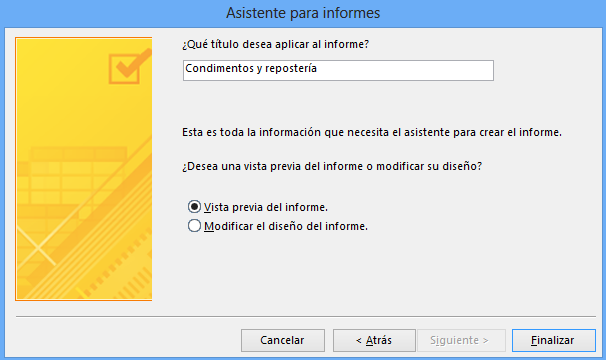 Asistente para informes
¿Qué título desea aplicar al informe?
Condimentos y repostería
Esta es toda la información que necesita el asistente para crear el informe.
¿Desea una vista previa del informe o modificar su diseño?
Vista previa del informe.
Modificar el diseño del informe.
Cancelar < Atrás Siguiente > Finalizar